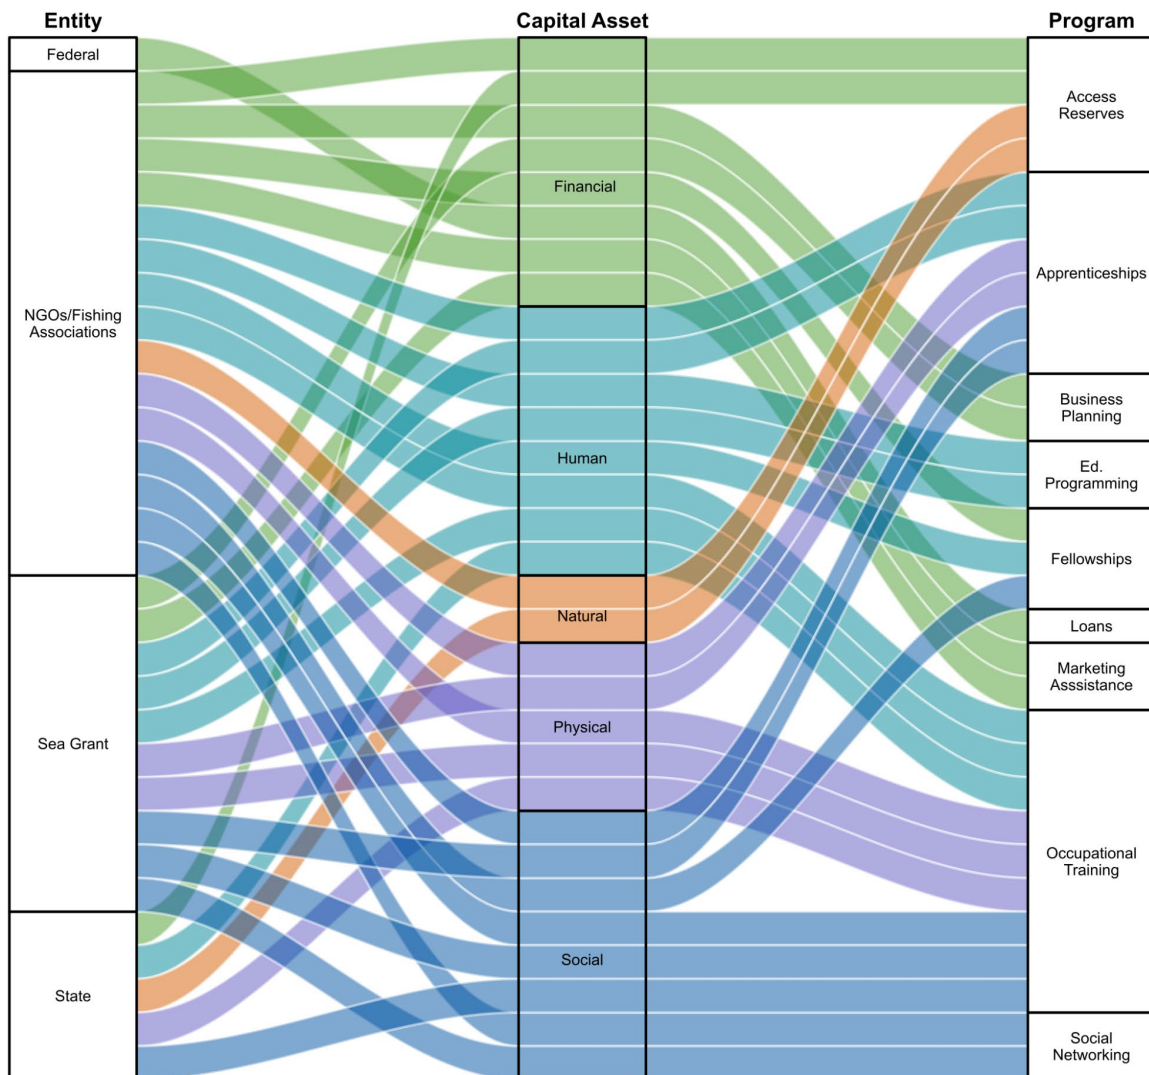 Entity
Capital Asset
Program
Federal
NGOs/Fishing
Associations
Sea Grant
State
Financial
Human
Natural
Physical
Social
Access
Reserves
Apprenticeships
Business
Planning
Ed.
Programming
Fellowships
Loans
Marketing
Asssistance
Occupational
Training
Social
Networking